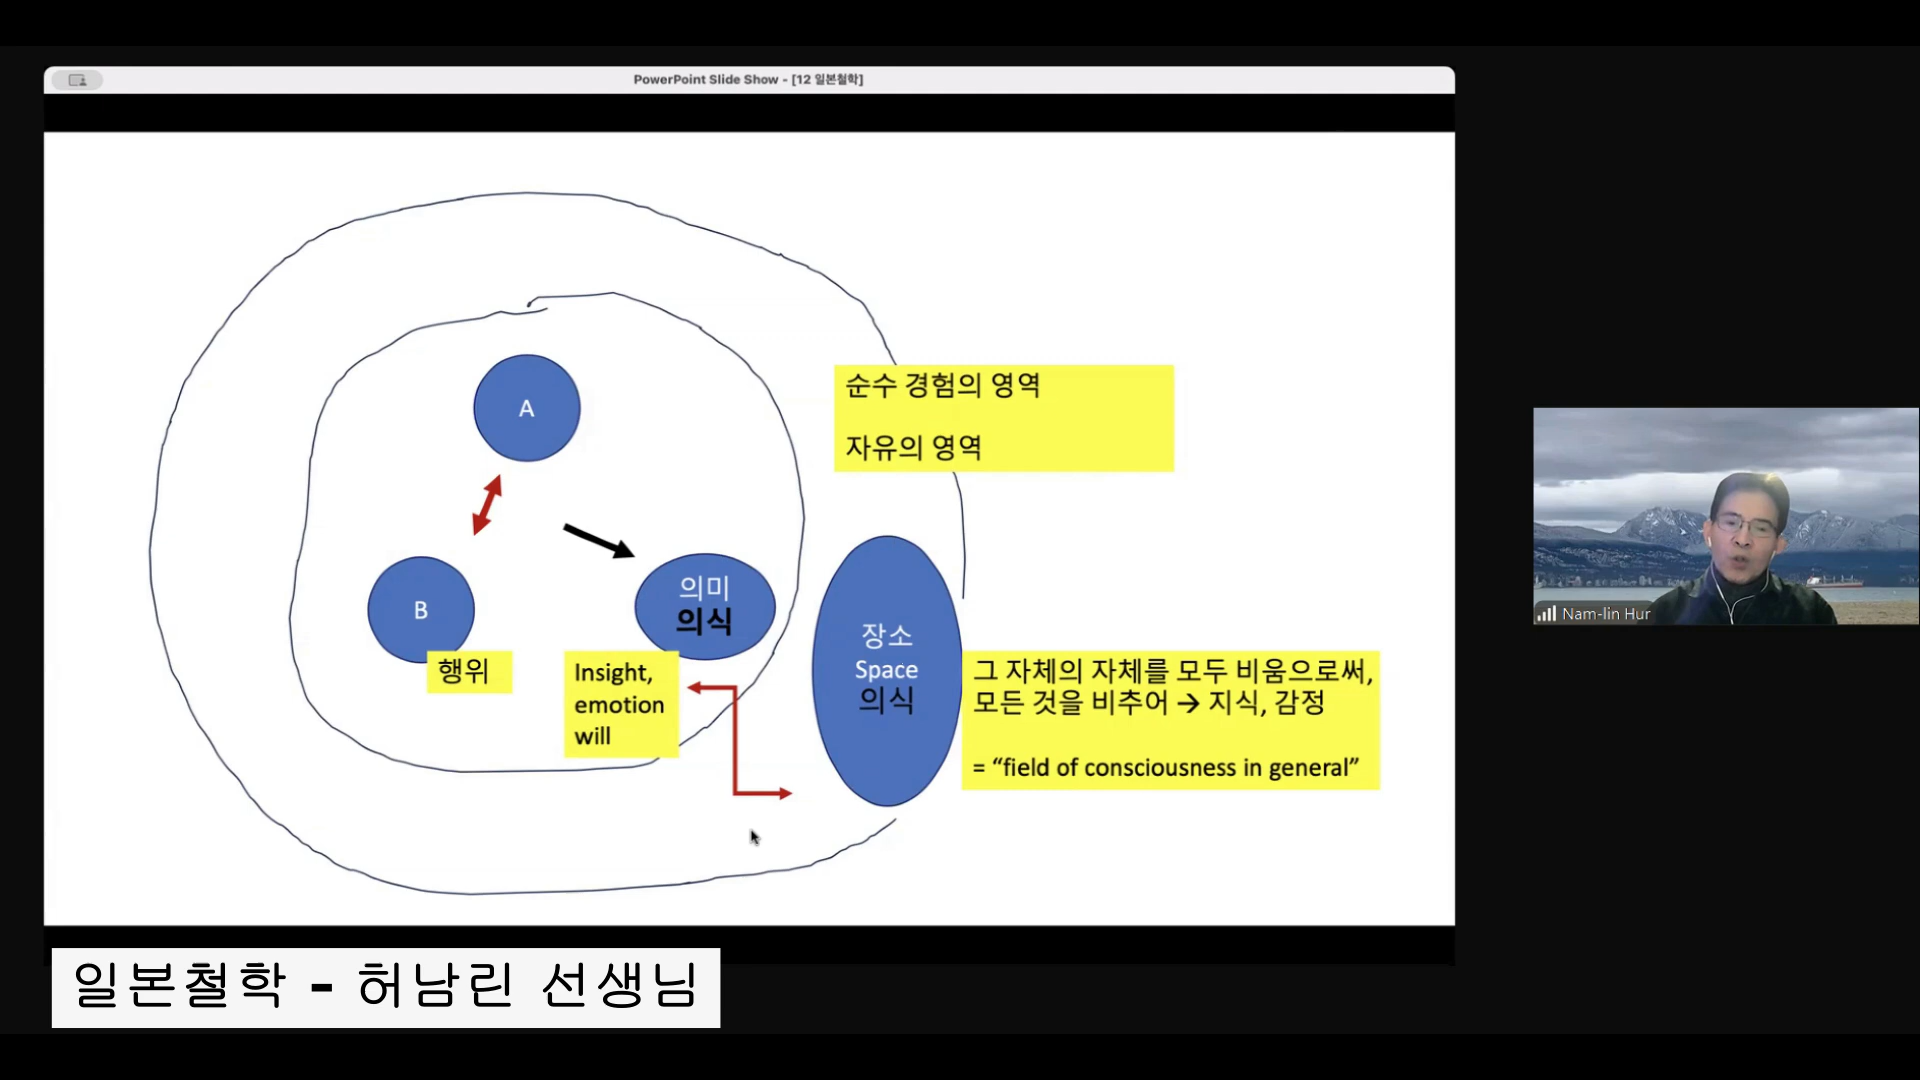 PowerPoint Slide Show - [12 일본철학]
순수 경험의 영역
자유의 영역
A
B
행위
의미
의식
Insight,
emotion
will
장소
Space
의식
그 자체의 자체를 모두 비움으로써,
모든 것을 비추어 → 지식, 감정
= “field of consciousness in general”
Nam-lin Hur
일본철학 - 허남린 선생님